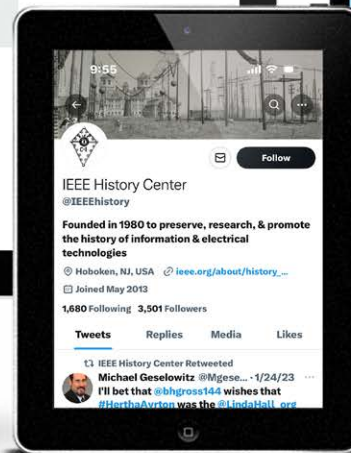 9:55
Follow
IEEE History Center
@IEEEhistory
Founded in 1980 to preserve, research, & promote
the history of information & electrical
technologies
Hoboken, NJ, USA ieee.org/about/history_...
Joined May 2013
1,680 Following 3,501 Followers
Tweets Replies Media Likes
IEEE History Center Retweeted
Michael Geselowitz @Mgese... · 1/24/23 ...
I'll bet that @bhgross144 wishes that
#HerthaAyrton was the @LindaHall_org